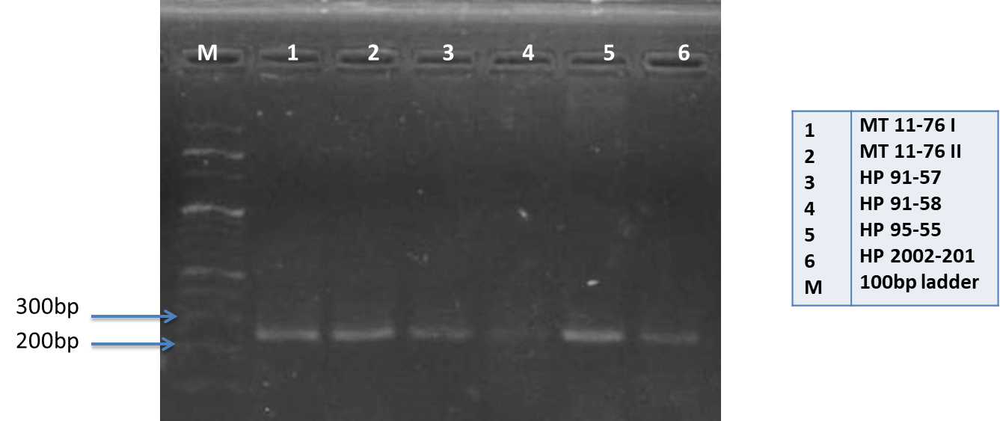 M 1 2 3 4 5 6
300bp
200bp
1 MT 11-76 I
2 MT 11-76 II
3 HP 91-57
4 HP 91-58
5 HP 95-55
6 HP 2002-201
M 100bp ladder